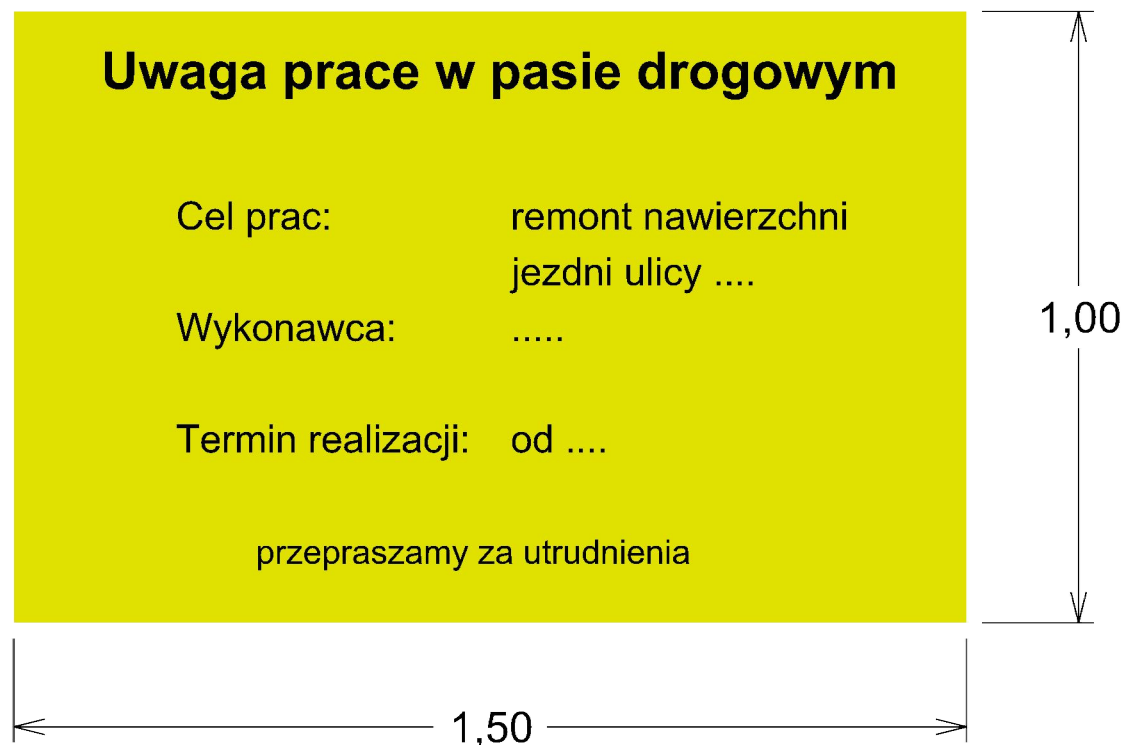 Uwaga prace w pasie drogowym
Cel prac: remont nawierzchni
jezdni ulicy ....
Wykonawca: .....
Termin realizacji: od ....
przepraszamy za utrudnienia
1,00
1,50